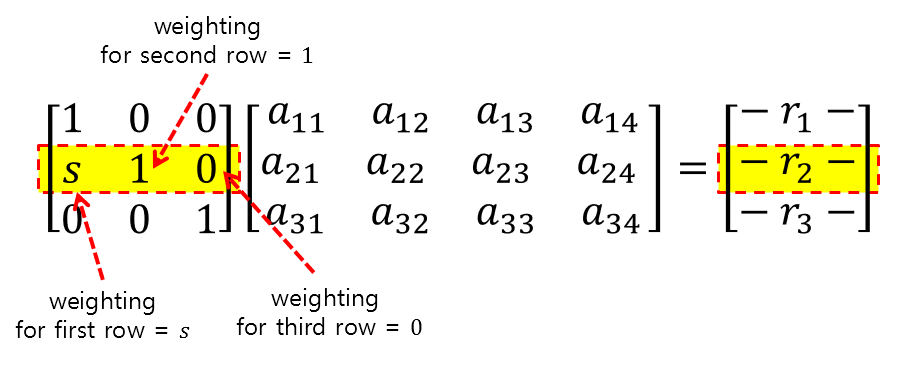 weighting
for second row = 1
[1 0 0] [a₁₁ a₁₂ a₁₃ a₁₄] [− r₁ −]
[s 1 0] [a₂₁ a₂₂ a₂₃ a₂₄] = [− r₂ −]
[0 0 1] [a₃₁ a₃₂ a₃₃ a₃₄] [− r₃ −]
weighting
for first row = s
weighting
for third row = 0